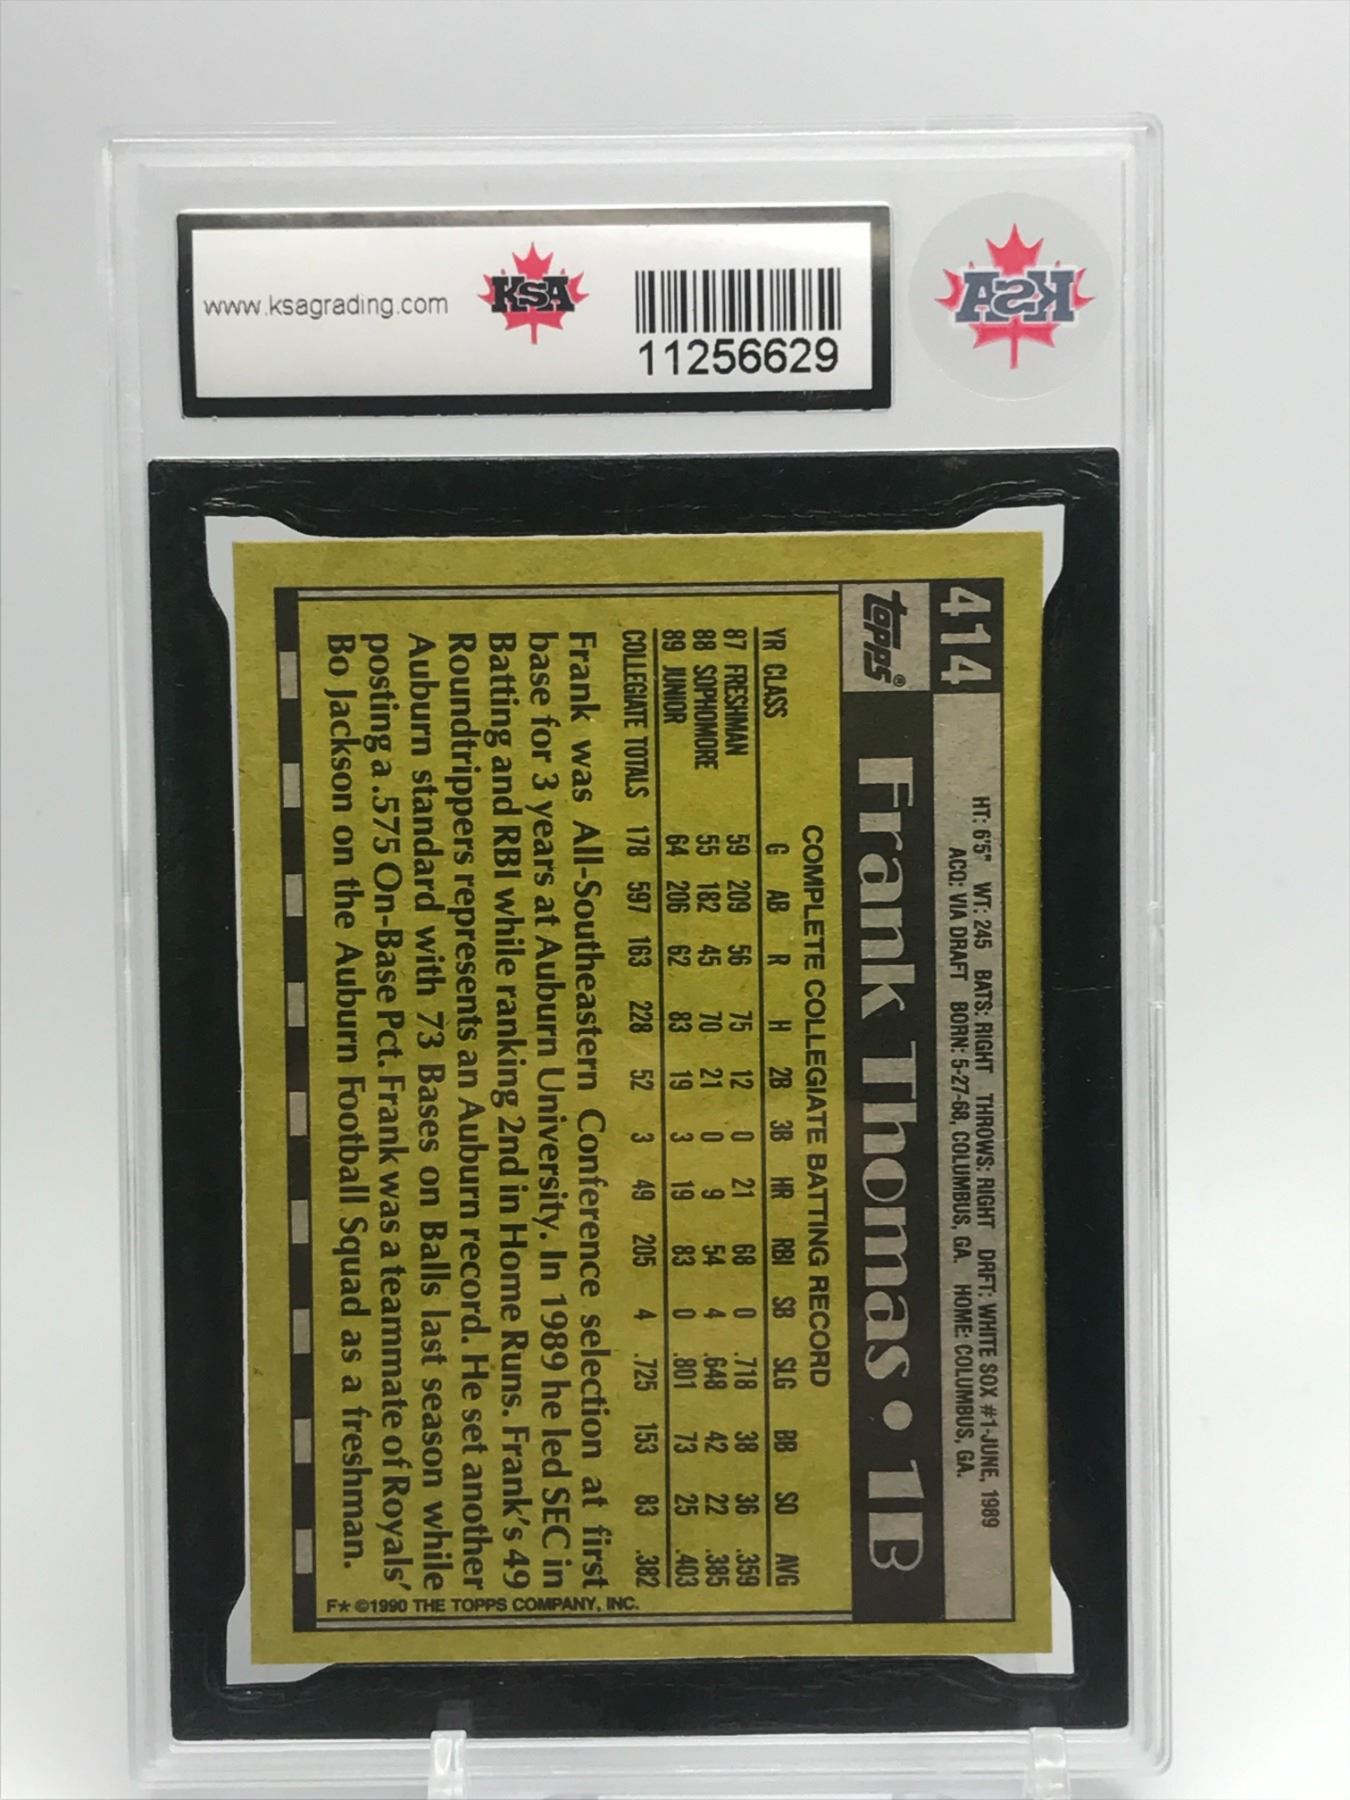 www.ksagrading.com
KSA
11256629
KSA
414
HT: 6'5" WT: 245 BATS: RIGHT THROWS: RIGHT DRFT: WHITE SOX #1-JUNE, 1989
ACQ: VIA DRAFT BORN: 5-27-68, COLUMBUS, GA. HOME: COLUMBUS, GA.
topps®
Frank Thomas • 1B
COMPLETE COLLEGIATE BATTING RECORD
YR CLASS G AB R H 2B 3B HR RBI SB SLG BB SO AVG
87 FRESHMAN 59 209 56 75 12 0 21 68 0 .718 38 36 .359
88 SOPHOMORE 55 182 45 70 21 0 9 54 4 .648 42 22 .385
89 JUNIOR 64 206 62 83 19 3 19 83 0 .801 73 25 .403
COLLEGIATE TOTALS 178 597 163 228 52 3 49 205 4 .725 153 83 .382
Frank was All-Southeastern Conference selection at first
base for 3 years at Auburn University. In 1989 he led SEC in
Batting and RBI while ranking 2nd in Home Runs. Frank's 49
Roundtrippers represents an Auburn record. He set another
Auburn standard with 73 Bases on Balls last season while
posting a .575 On-Base Pct. Frank was a teammate of Royals'
Bo Jackson on the Auburn Football Squad as a freshman.
F★ ©1990 THE TOPPS COMPANY, INC.